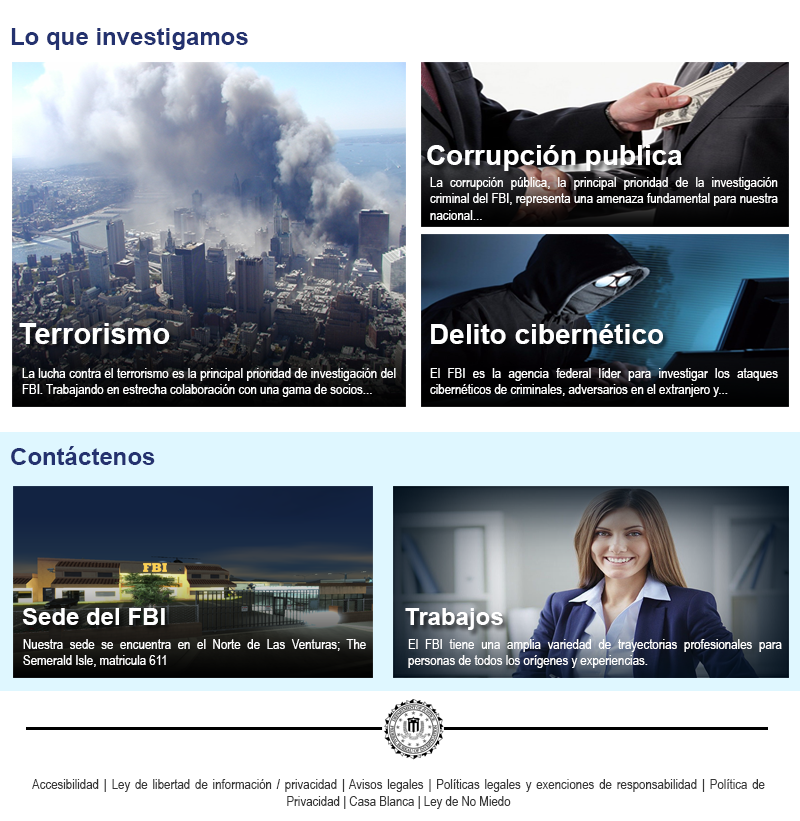 Lo que investigamos
Terrorismo
La lucha contra el terrorismo es la principal prioridad de investigación del
FBI. Trabajando en estrecha colaboración con una gama de socios...
Corrupción publica
La corrupción pública, la principal prioridad de la investigación
criminal del FBI, representa una amenaza fundamental para nuestra
nacional...
Delito cibernético
El FBI es la agencia federal líder para investigar los ataques
cibernéticos de criminales, adversarios en el extranjero y...
Contáctenos
FBI
Sede del FBI
Nuestra sede se encuentra en el Norte de Las Venturas; The
Semerald Isle, matricula 611
Trabajos
El FBI tiene una amplia variedad de trayectorias profesionales para
personas de todos los orígenes y experiencias.
Accesibilidad | Ley de libertad de información / privacidad | Avisos legales | Políticas legales y exenciones de responsabilidad | Política de
Privacidad | Casa Blanca | Ley de No Miedo